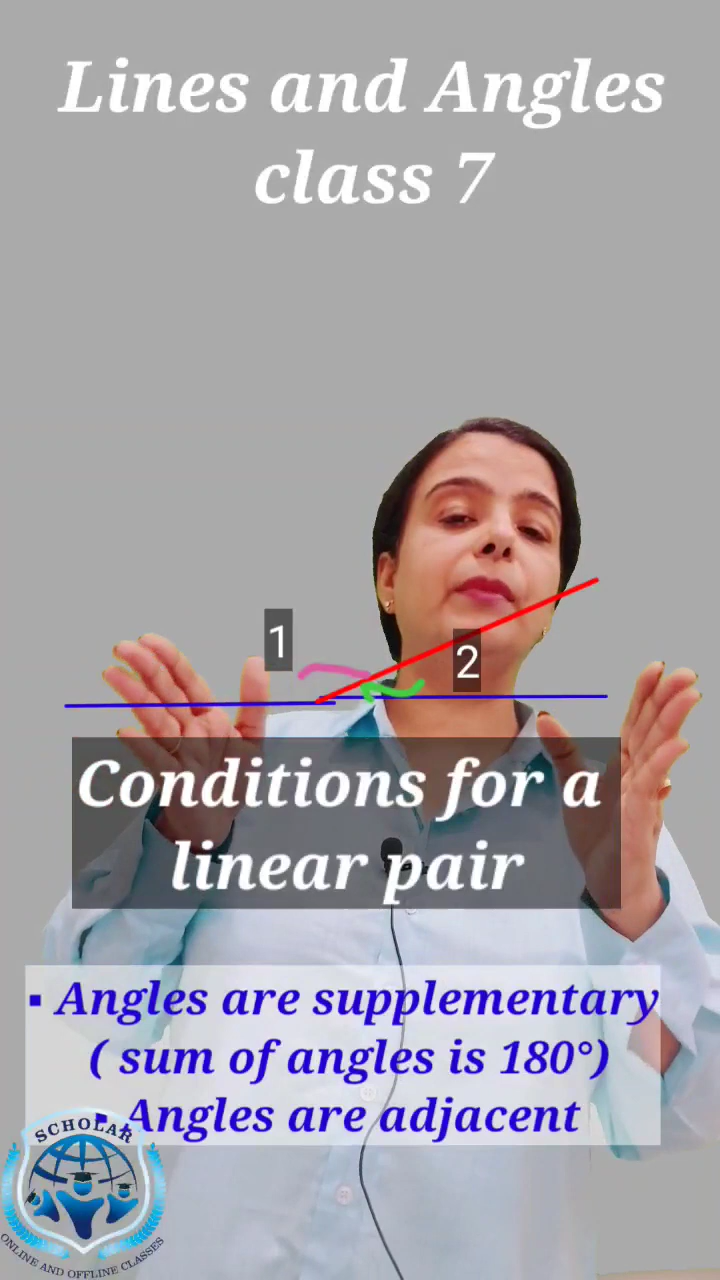 Lines and Angles
class 7
1
2
Conditions for a
linear pair
▪ Angles are supplementary
( sum of angles is 180°)
▪ Angles are adjacent
SCHOLAR
ONLINE AND OFFLINE CLASSES